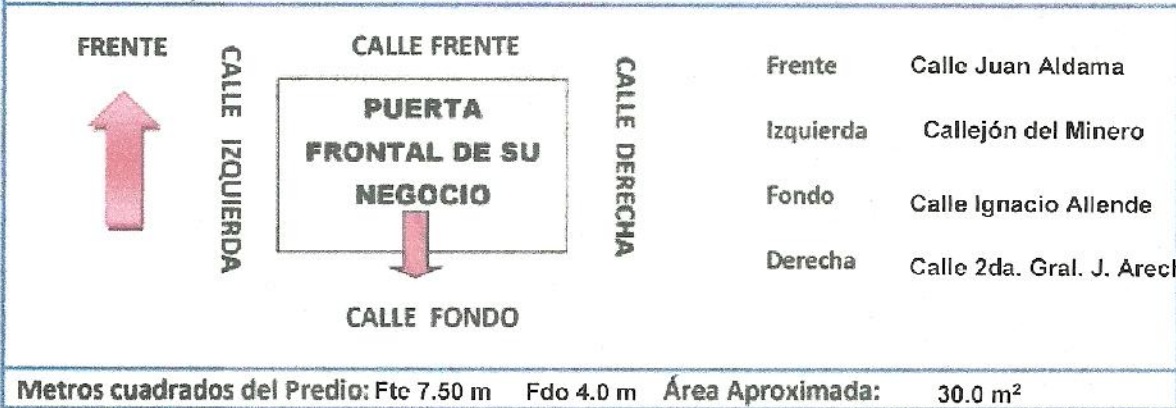 FRENTE
CALLE IZQUIERDA
CALLE FRENTE
PUERTA
FRONTAL DE SU
NEGOCIO
CALLE DERECHA
CALLE FONDO
Frente Calle Juan Aldama
Izquierda Callejón del Minero
Fondo Calle Ignacio Allende
Derecha Calle 2da. Gral. J.
Metros cuadrados del Predio: Fte 7.50 m Fdo 4.0 m Área Aproximada: 30.0 m²